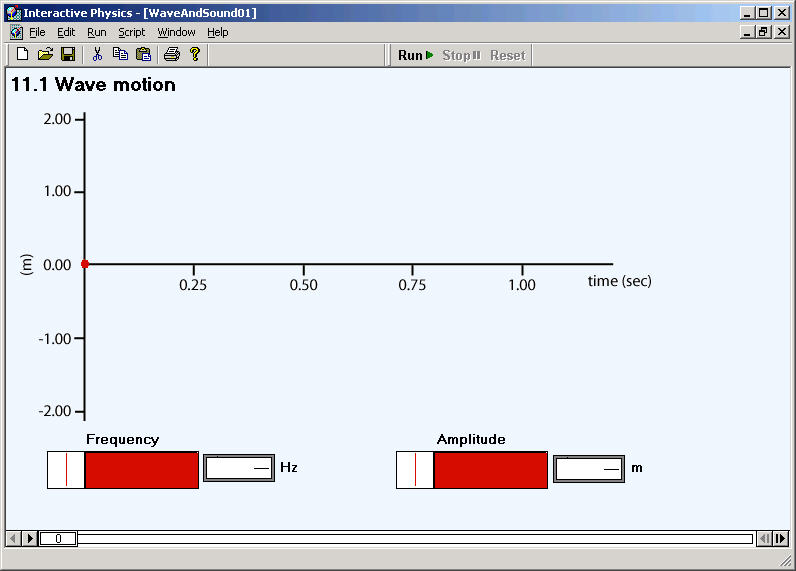 Interactive Physics - [WaveAndSound01]
File Edit Run Script Window Help
Run Stop Reset
11.1 Wave motion
2.00
1.00
(m)
0.00
0.25 0.50 0.75 1.00 time (sec)
-1.00
-2.00
Frequency Amplitude
Hz m
0